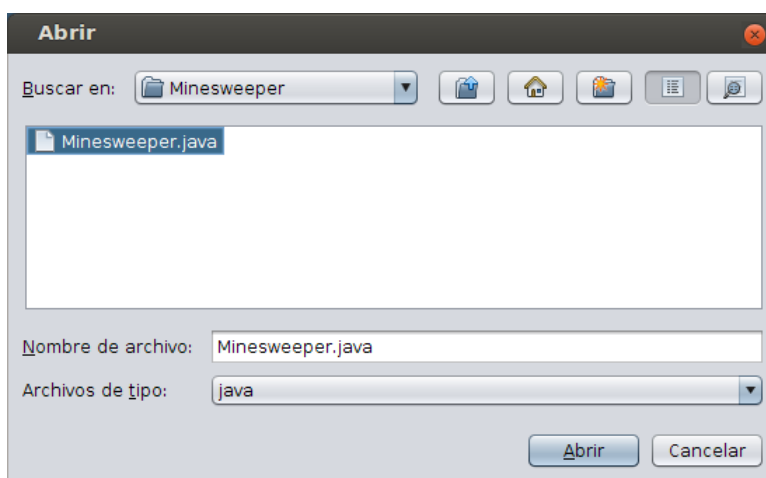 Abrir
Buscar en: Minesweeper
Minesweeper.java
Nombre de archivo: Minesweeper.java
Archivos de tipo: java
Abrir Cancelar